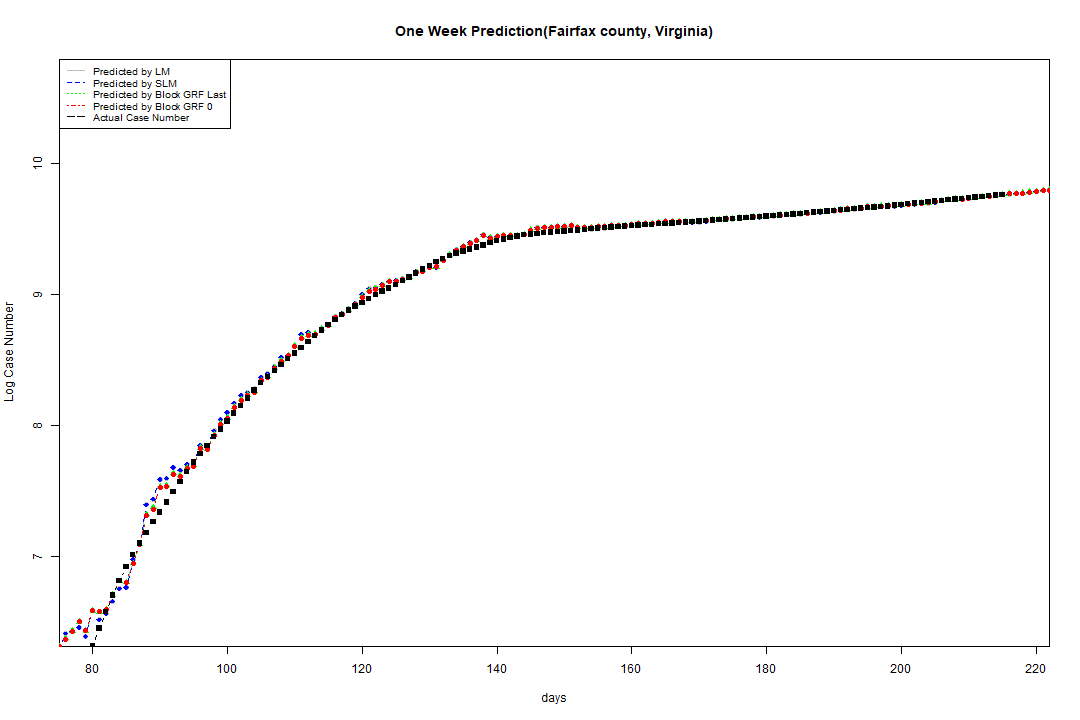 One Week Prediction(Fairfax county, Virginia)
Predicted by LM
Predicted by SLM
Predicted by Block GRF Last
Predicted by Block GRF 0
Actual Case Number
Log Case Number
10
9
8
7
80 100 120 140 160 180 200 220
days